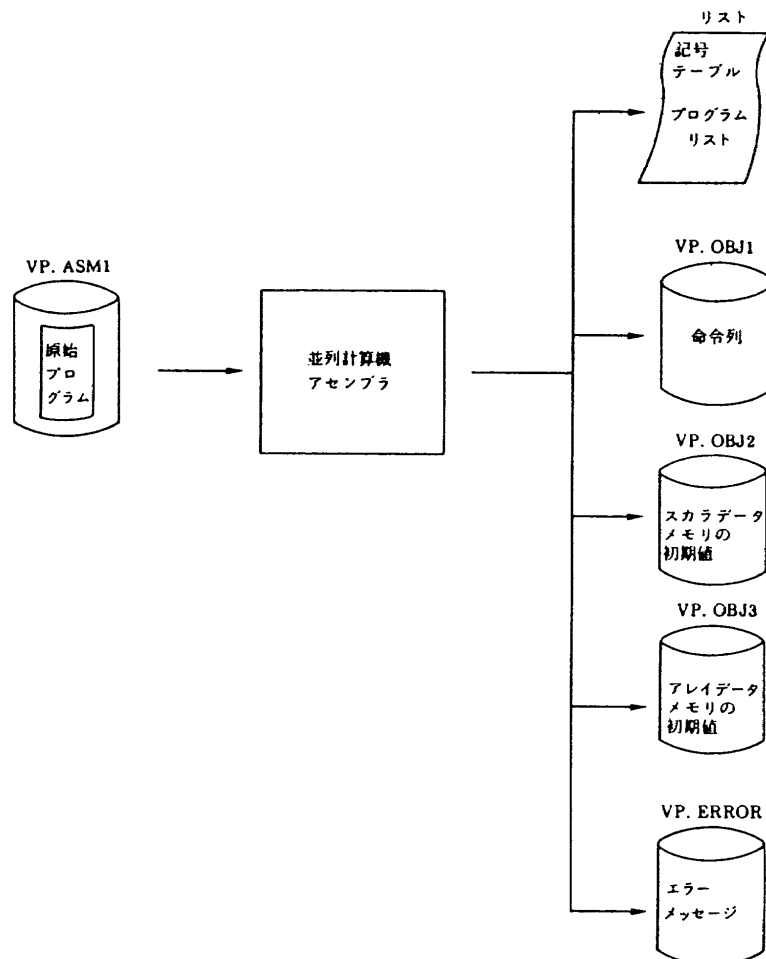 リスト
記号
テーブル
プログラム
リスト
VP. ASM1
原始
プロ
グラム
並列計算機
アセンブラ
VP. OBJ1
命令列
VP. OBJ2
スカラデータ
メモリの
初期値
VP. OBJ3
アレイデータ
メモリの
初期値
VP. ERROR
エラー
メッセージ